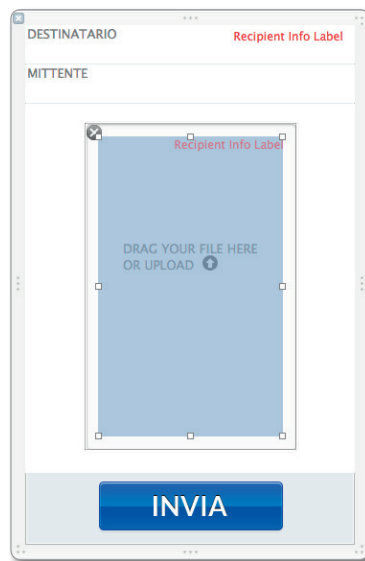 DESTINATARIO Recipient Info Label
MITTENTE
Recipient Info Label
DRAG YOUR FILE HERE
OR UPLOAD
INVIA